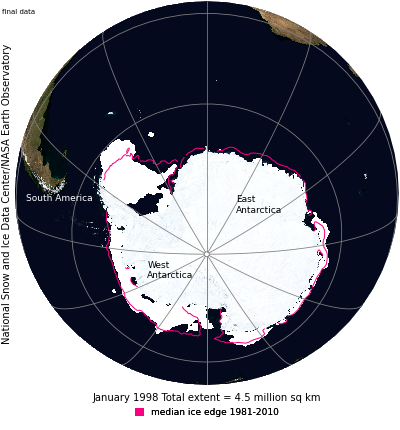 final data
National Snow and Ice Data Center/NASA Earth Observatory
South America
East
Antarctica
West
Antarctica
January 1998 Total extent = 4.5 million sq km
median ice edge 1981-2010